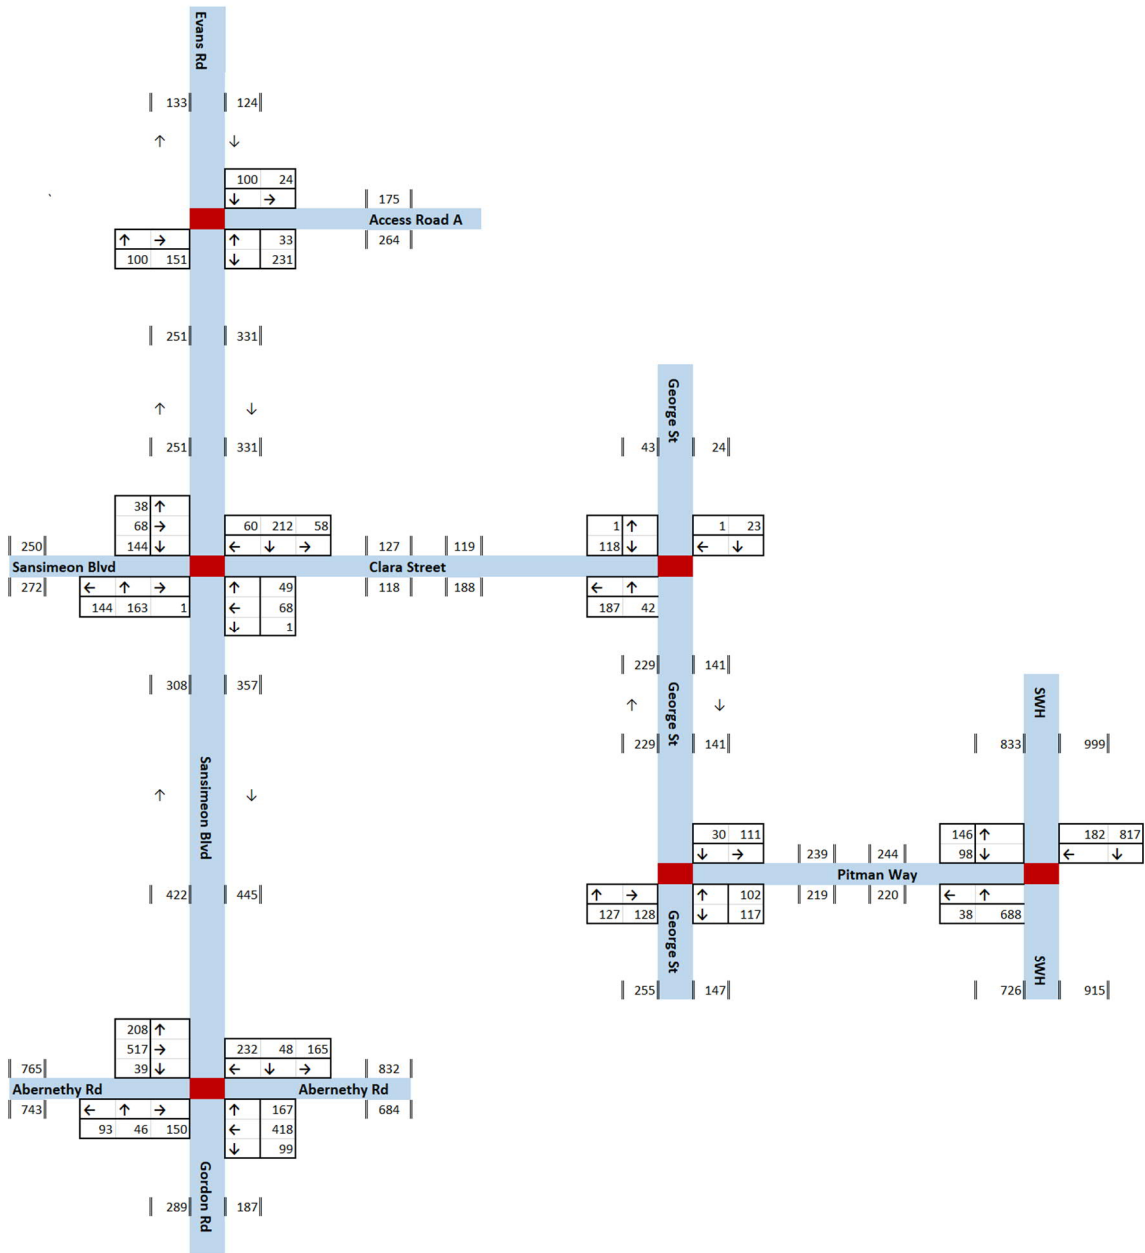 Evans Rd
133 124
↑ ↓
100 24
↓ →
175
Access Road A
↑ → ↑ 33 264
100 151 ↓ 231
251 331
↑ ↓
George St
251 331 43 24
38 ↑
68 → 60 212 58 1 ↑ 1 23
250 144 ↓ ← ↓ → 127 119 118 ↓ ← ↓
Sansimeon Blvd Clara Street
272 ← ↑ → ↑ 49 118 188 ← ↑
144 163 1 ← 68 187 42
↓ 1
229 141
308 357
George St
SWH
↑ ↓
229 141 833 999
Sansimeon Blvd
↑ ↓
30 111 146 ↑ 182 817
↓ → 239 244 98 ↓ ← ↓
Pitman Way
422 445 ↑ → ↑ 102 219 220 ← ↑
127 128 ↓ 117 38 688
George St
SWH
255 147 726 915
208 ↑
517 → 232 48 165
765 39 ↓ ← ↓ → 832
Abernethy Rd Abernethy Rd
743 ← ↑ → ↑ 167 684
93 46 150 ← 418
↓ 99
Gordon Rd
289 187